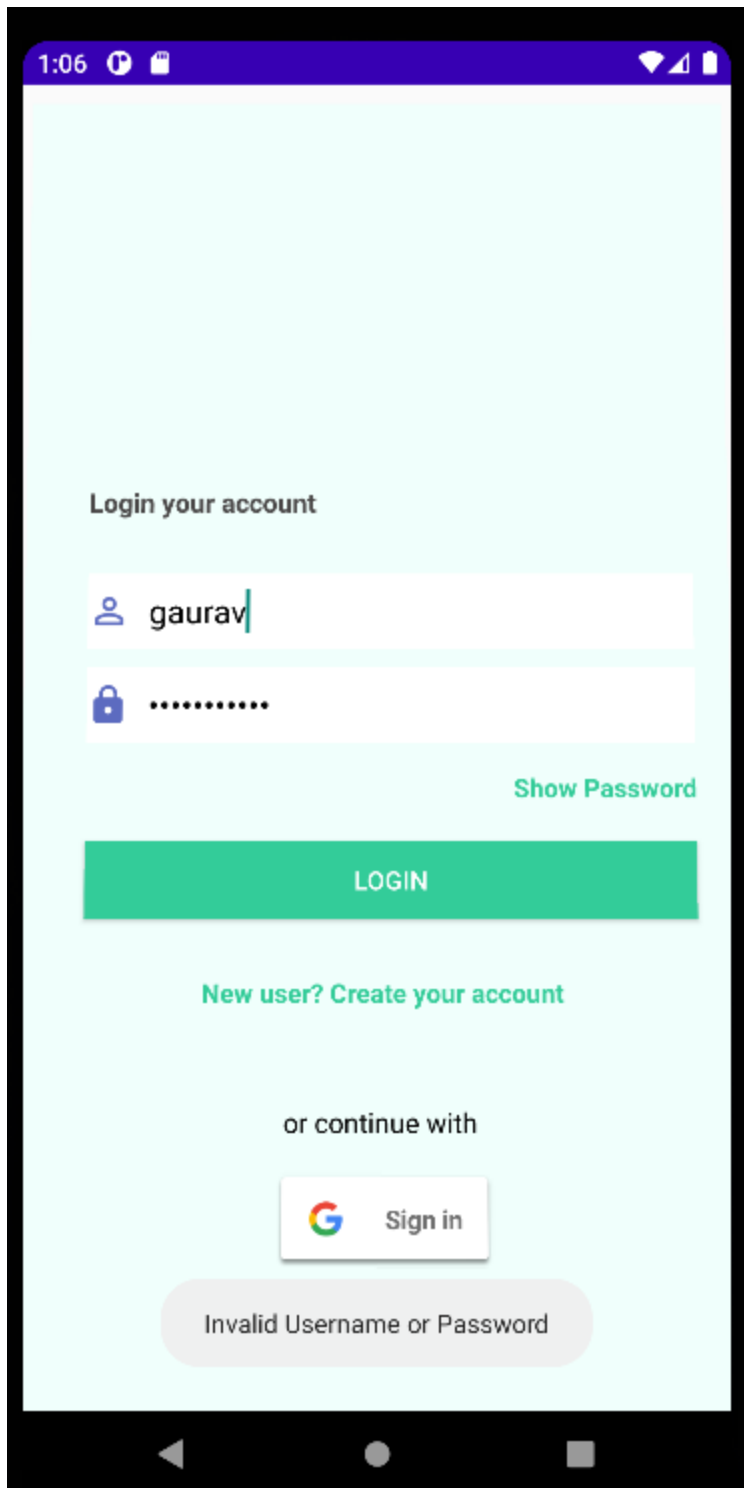 1:06
Login your account
gaurav
•••••••••••
Show Password
LOGIN
New user? Create your account
or continue with
G Sign in
Invalid Username or Password